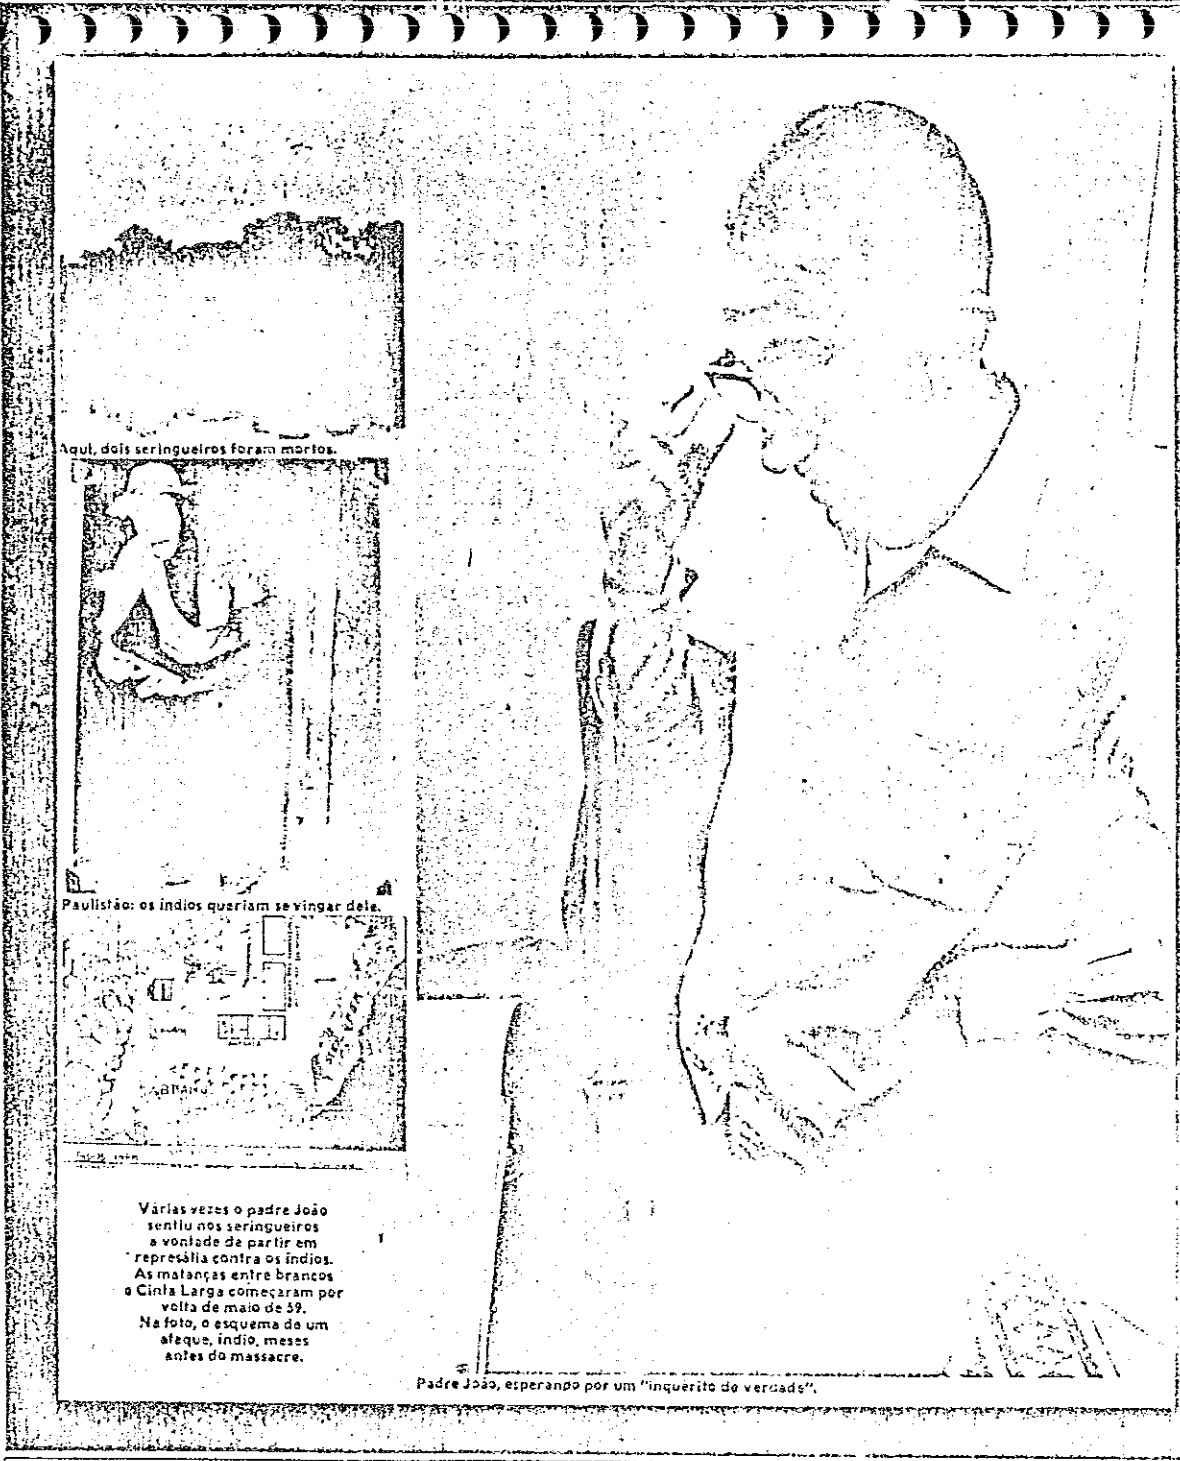 Aqui, dois seringueiros foram mortos.
Paulistão: os índios queriam se vingar dele.
Várias vezes o padre João
sentiu nos seringueiros
a vontade de partir em
represália contra os índios.
As matanças entre brancos
e Cinta Larga começaram por
volta de maio de 59.
Na foto, o esquema de um
ataque, índio, meses
antes do massacre.
Padre João, esperando por um "inquérito de verdade".